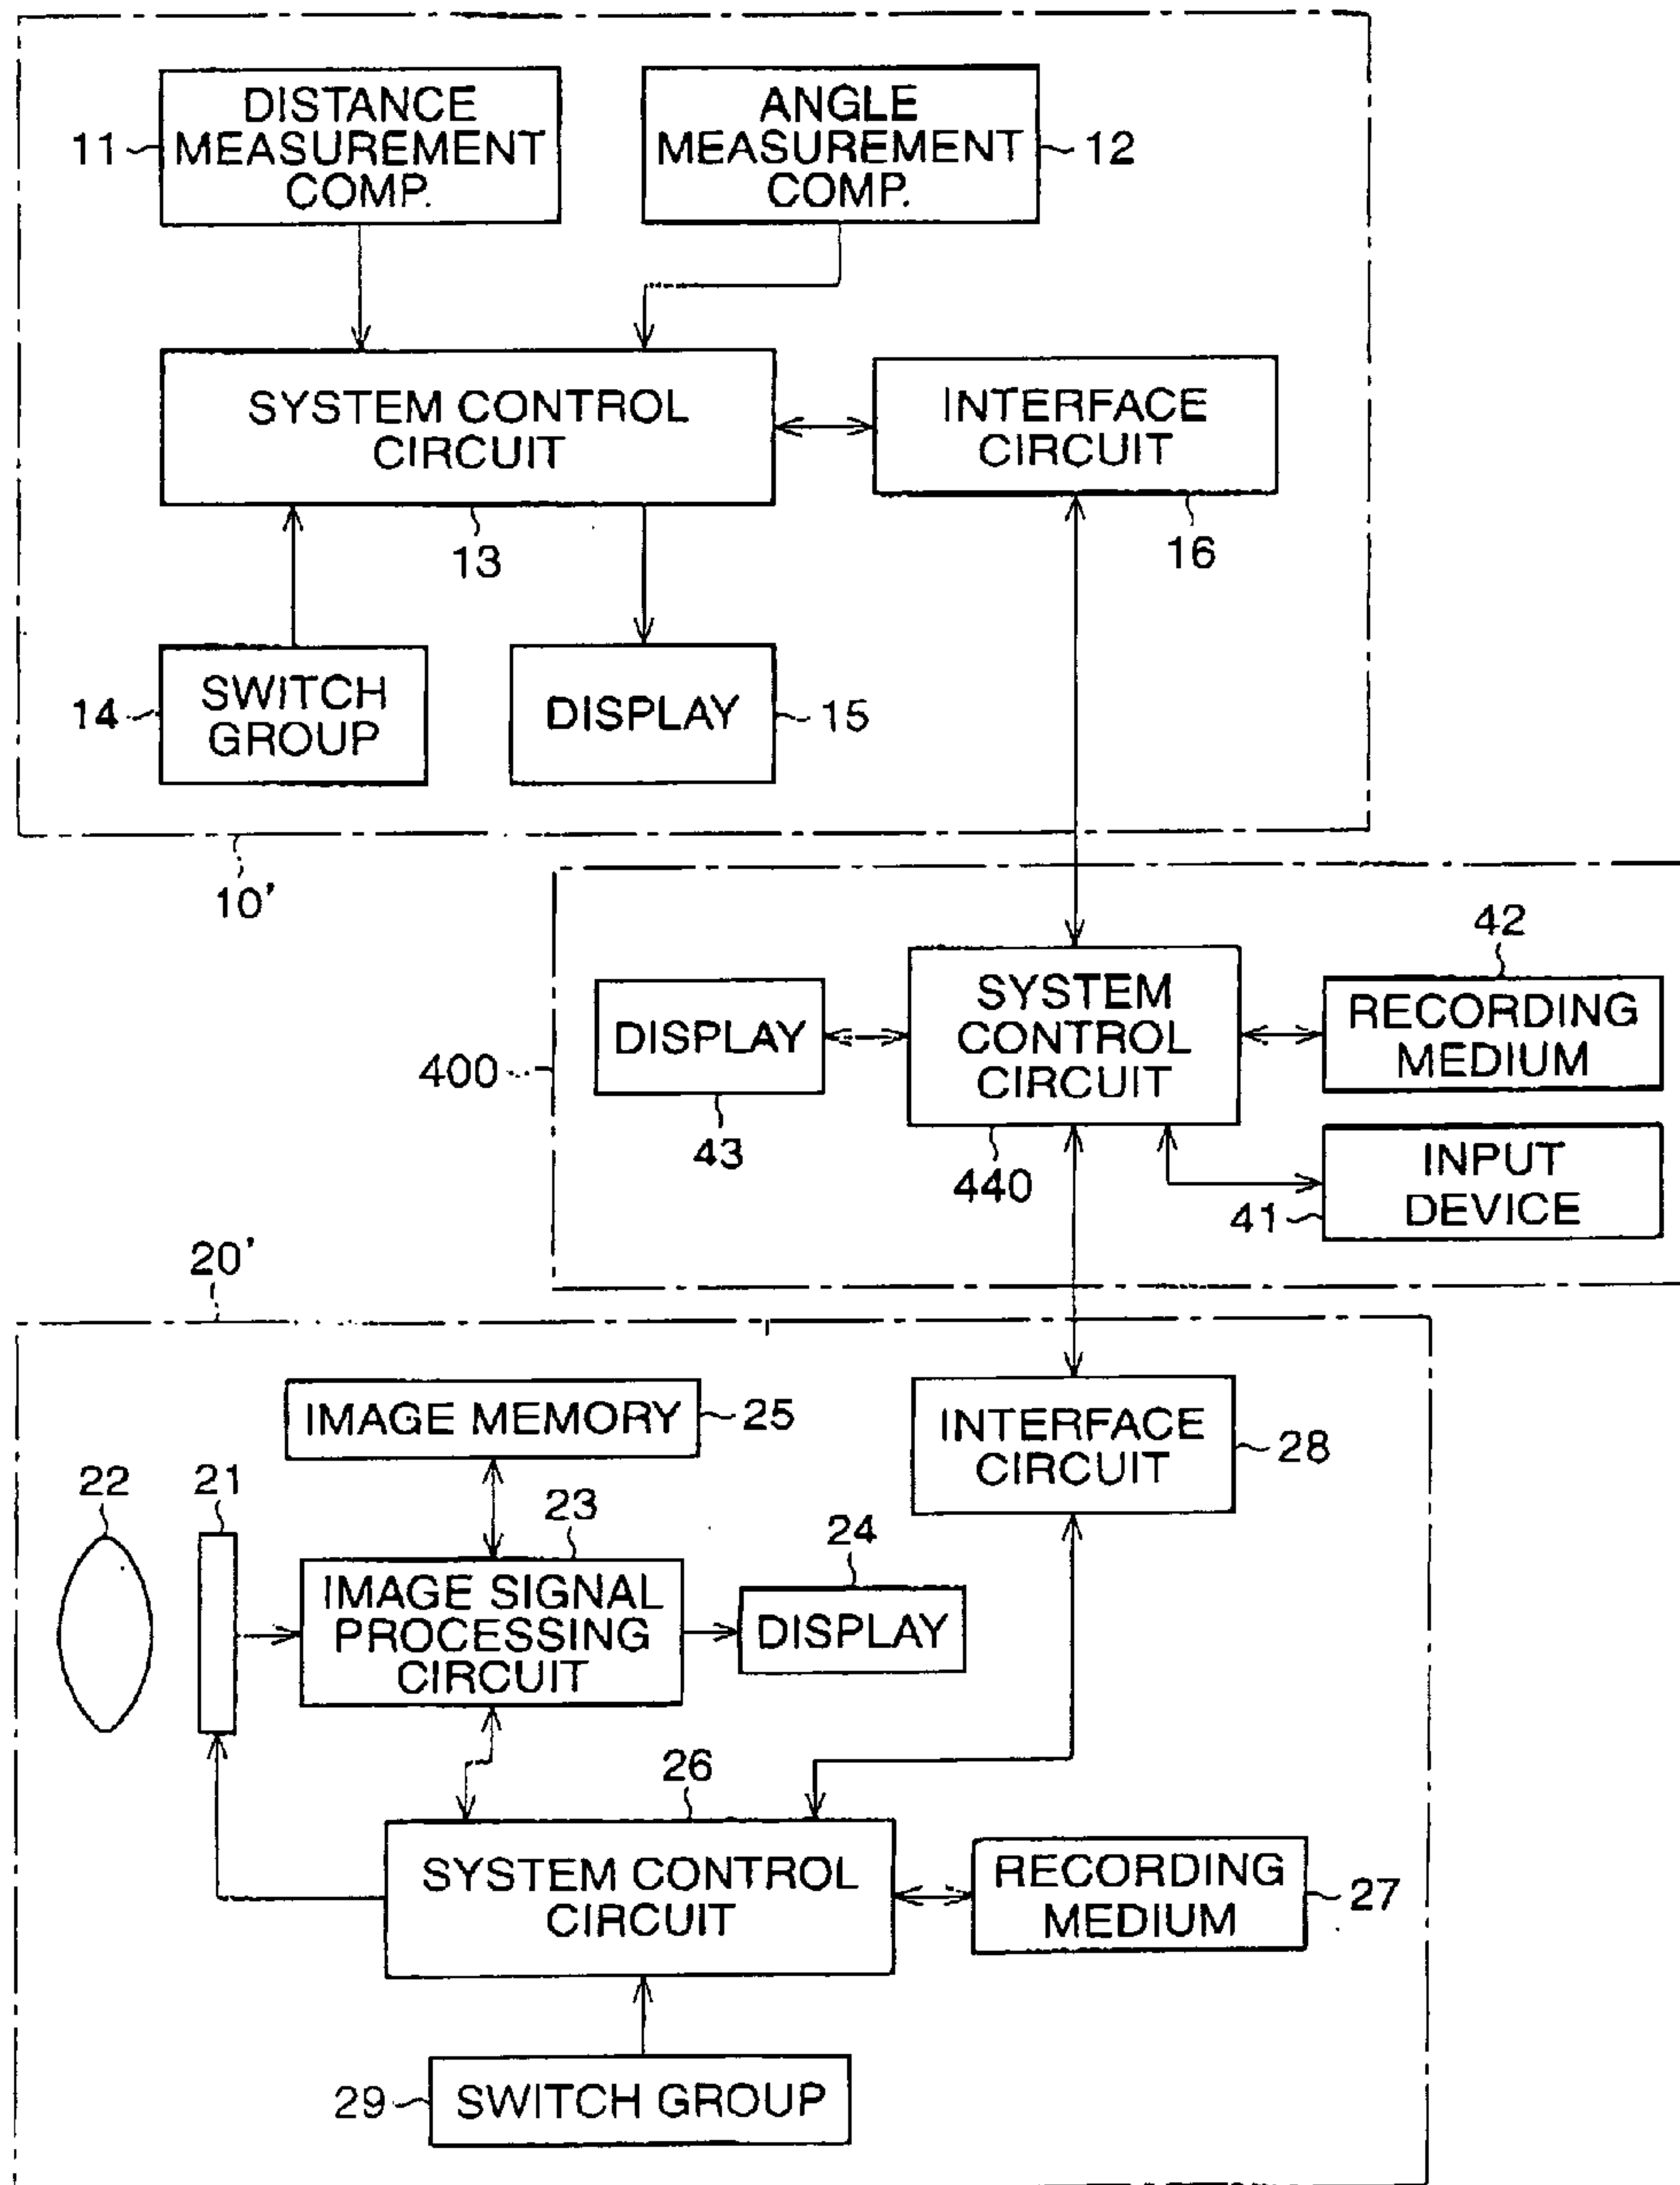 DISTANCE
MEASUREMENT
COMP.
11
ANGLE
MEASUREMENT
COMP.
12
SYSTEM CONTROL
CIRCUIT
13
INTERFACE
CIRCUIT
16
14
SWITCH
GROUP
DISPLAY
15
10'
400
DISPLAY
43
SYSTEM
CONTROL
CIRCUIT
440
42
RECORDING
MEDIUM
41
INPUT
DEVICE
20'
IMAGE MEMORY
25
INTERFACE
CIRCUIT
28
22
21
23
IMAGE SIGNAL
PROCESSING
CIRCUIT
24
DISPLAY
26
SYSTEM CONTROL
CIRCUIT
RECORDING
MEDIUM
27
29
SWITCH GROUP